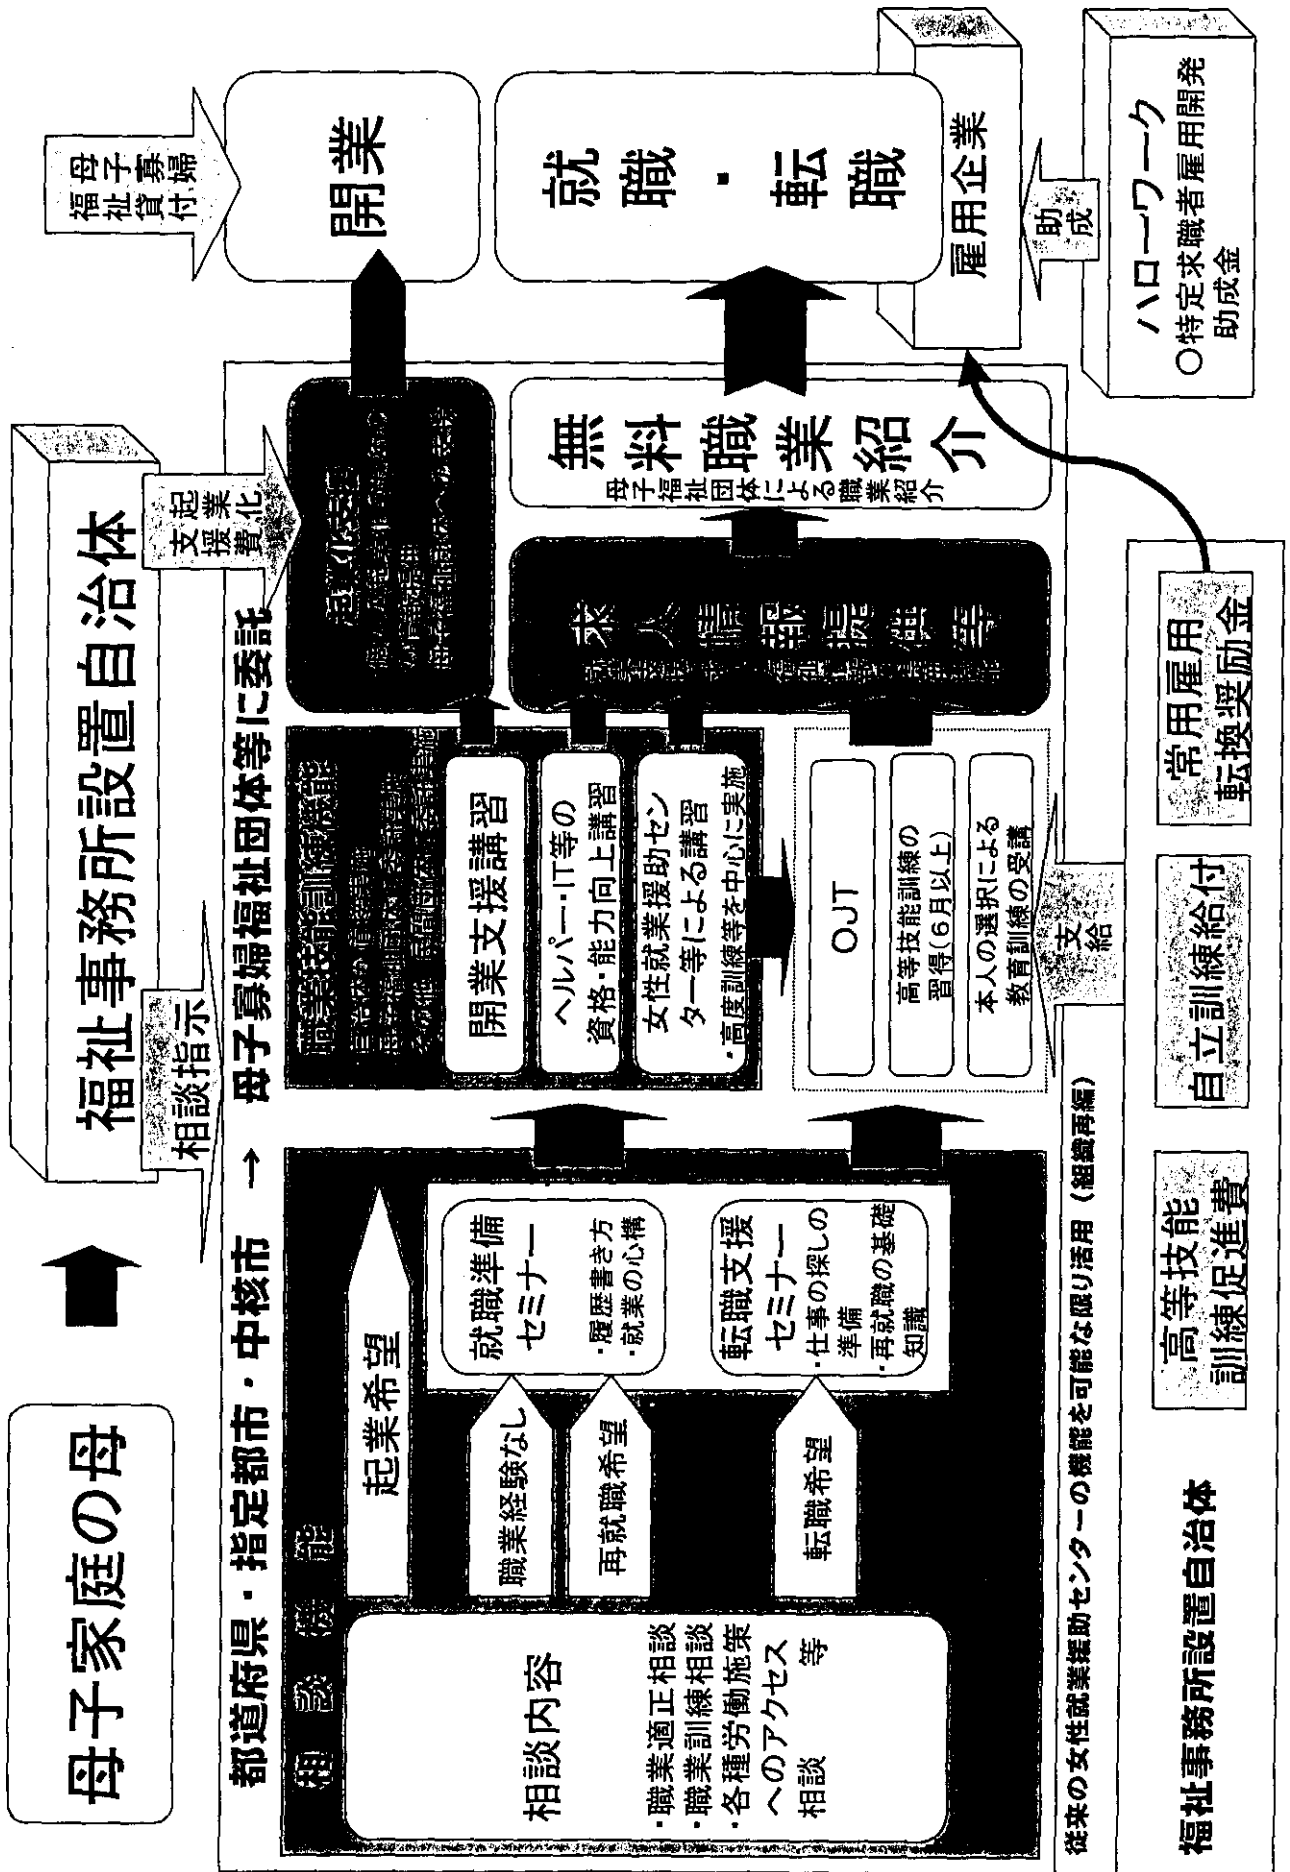 母子家庭の母
福祉事務所設置自治体
相談指示
起業化
支援費
母子寡婦
福祉貸付
都道府県・指定都市・中核市 → 母子寡婦福祉団体等に委託
相談機能
相談内容
・職業適正相談
・職業訓練相談
・各種労働施策
へのアクセス
相談 等
起業希望
職業経験なし
再就職希望
転職希望
就職準備
セミナー
・履歴書き方
・就業の心構
転職支援
セミナー
・仕事の探しの
準備
・再就職の基礎
知識
職業技能訓練機能
開業支援講習
ヘルパー・IT等の
資格・能力向上講習
女性就業援助セン
ター等による講習
・高度訓練等を中心に実施
OJT
高等技能訓練の
習得(6月以上)
本人の選択による
教育訓練の受講
起業化支援
求人情報提供等
無料職業紹介
母子福祉団体による職業紹介
開業
就職・転職
雇用企業
助成
ハローワーク
○特定求職者雇用開発
助成金
従来の女性就業援助センターの機能を可能な限り活用(組織再編)
支給
福祉事務所設置自治体
高等技能
訓練促進費
自立訓練給付
常用雇用
転換奨励金